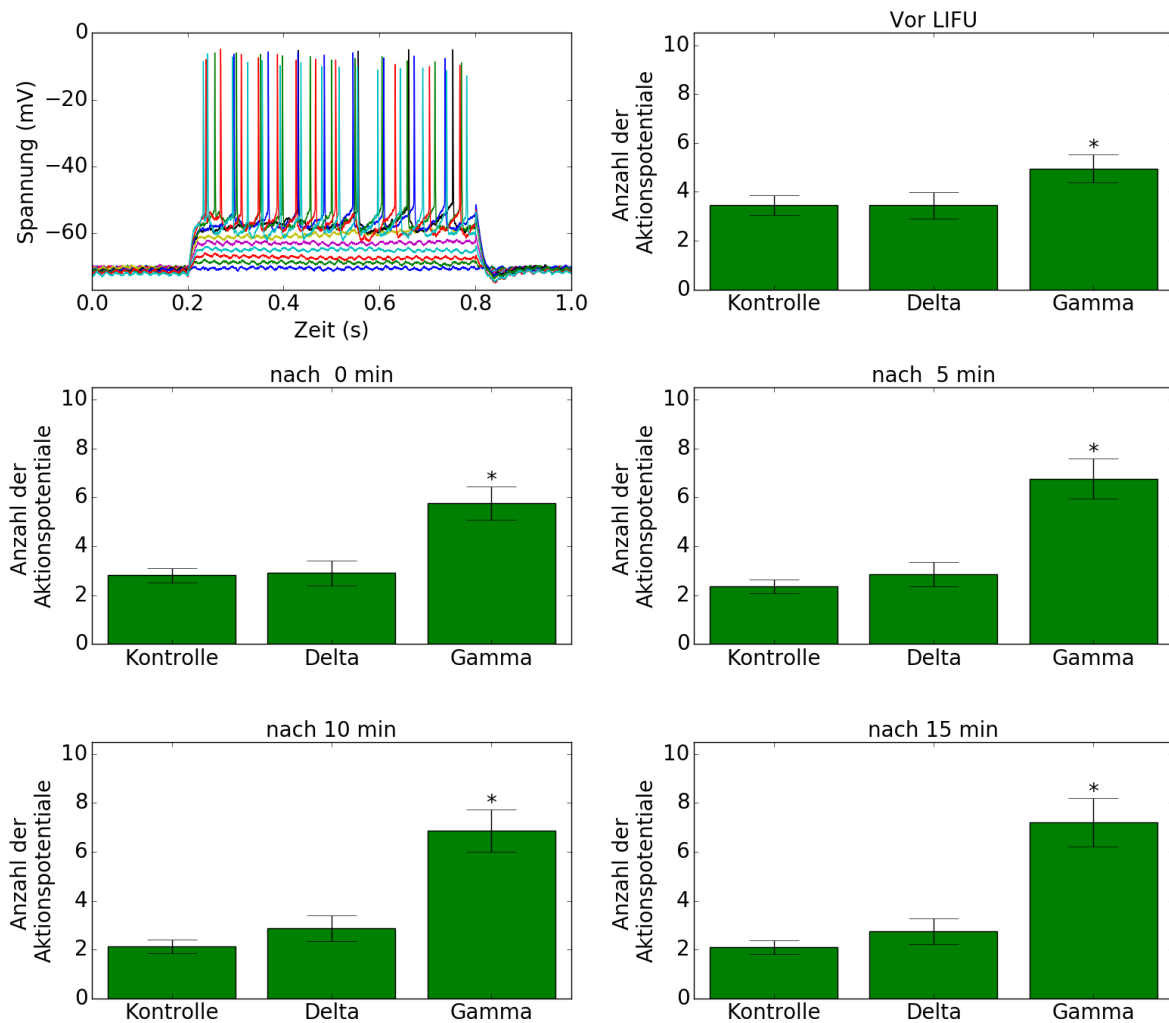 0
−20
−40
−60
Spannung (mV)
0.0 0.2 0.4 0.6 0.8 1.0
Zeit (s)
Vor LIFU
10
8
6
4
2
0
Anzahl der
Aktionspotentiale
*
Kontrolle Delta Gamma
nach 0 min
10
8
6
4
2
0
Anzahl der
Aktionspotentiale
*
Kontrolle Delta Gamma
nach 5 min
10
8
6
4
2
0
Anzahl der
Aktionspotentiale
*
Kontrolle Delta Gamma
nach 10 min
10
8
6
4
2
0
Anzahl der
Aktionspotentiale
*
Kontrolle Delta Gamma
nach 15 min
10
8
6
4
2
0
Anzahl der
Aktionspotentiale
*
Kontrolle Delta Gamma